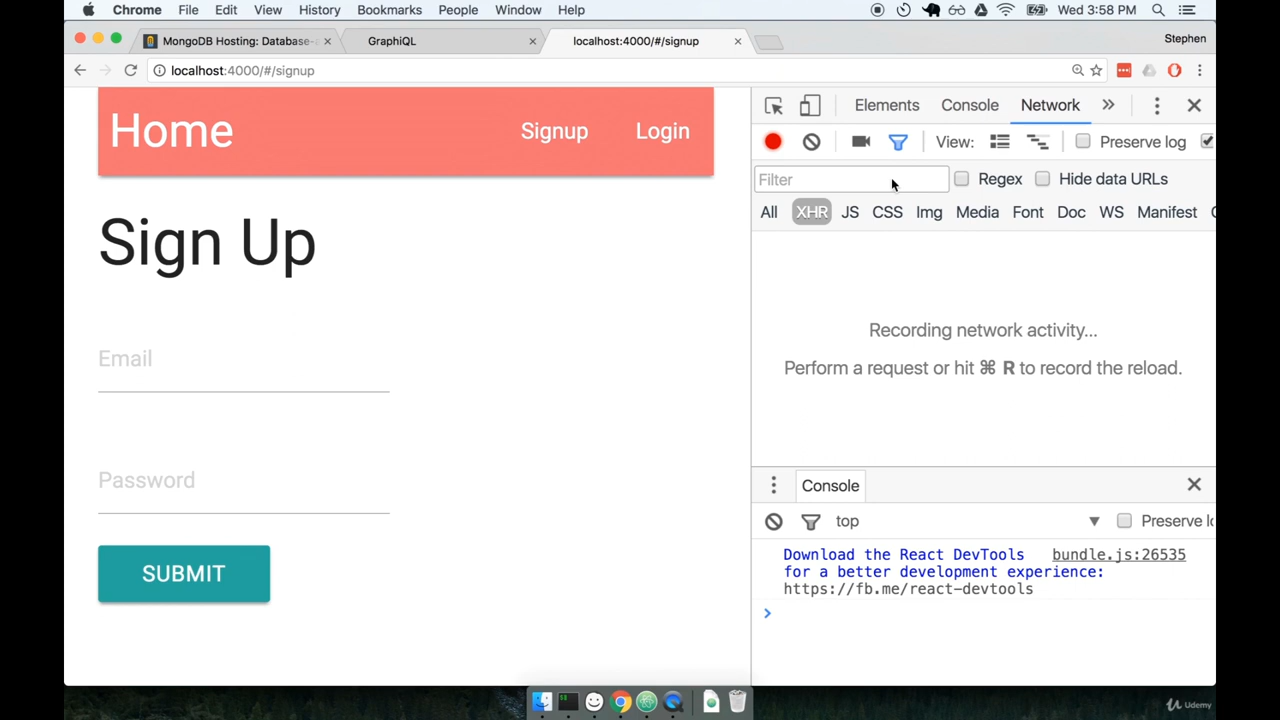 Chrome File Edit View History Bookmarks People Window Help Wed 3:58 PM
MongoDB Hosting: Database- GraphiQL localhost:4000/#/signup Stephen
localhost:4000/#/signup
Home Signup Login
Sign Up
Email
Password
SUBMIT
Elements Console Network
View: Preserve log
Filter Regex Hide data URLs
All XHR JS CSS Img Media Font Doc WS Manifest
Recording network activity...
Perform a request or hit ⌘ R to record the reload.
Console
top Preserve l
Download the React DevTools bundle.js:26535
for a better development experience:
https://fb.me/react-devtools
Udemy